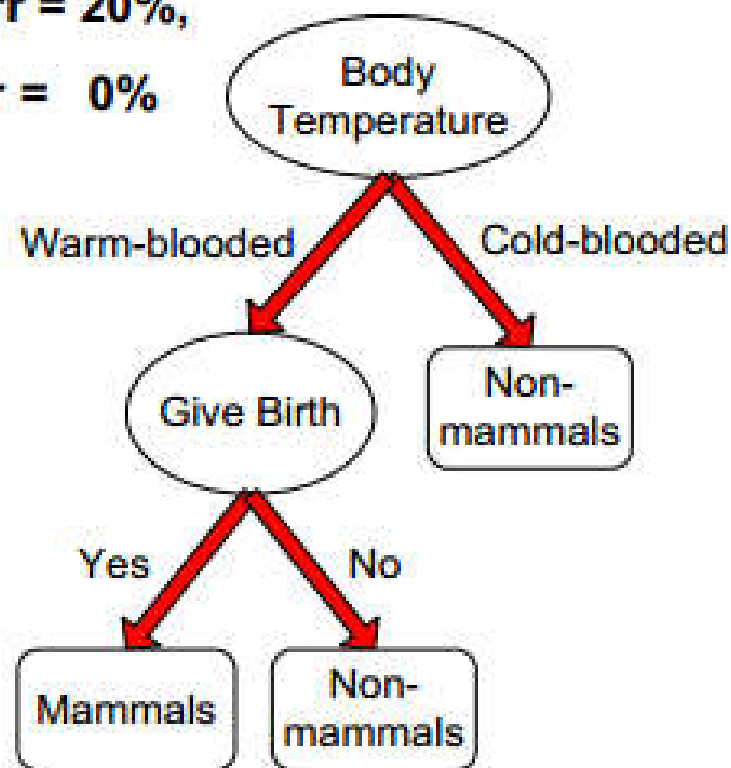 = 20%,
= 0%
Body
Temperature
Warm-blooded
Cold-blooded
Give Birth
Non-
mammals
Yes
No
Mammals
Non-
mammals